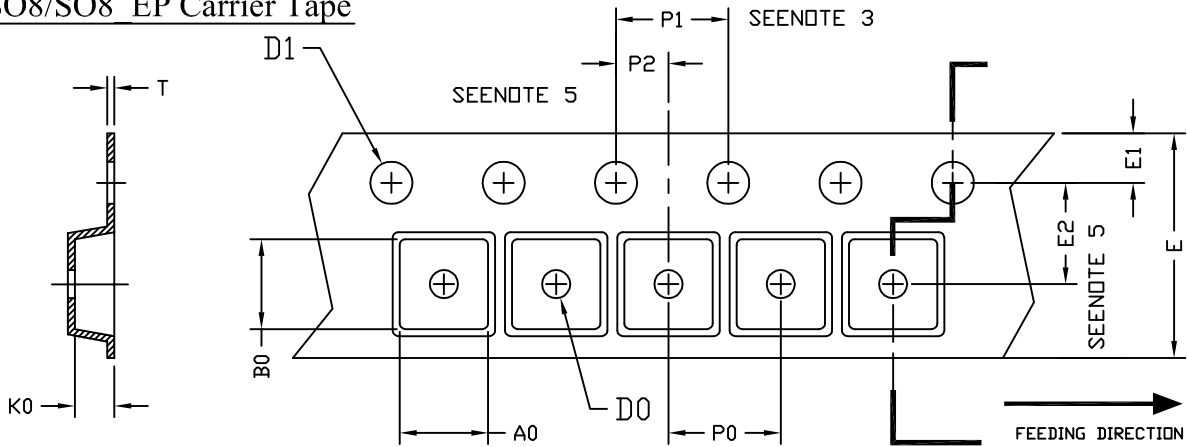 SO8/SO8_EP Carrier Tape
P1
SEENOTE 3
D1
P2
T
SEENOTE 5
E1
E2
SEENOTE 5
E
B0
K0
D0
A0
P0
FEEDING DIRECTION